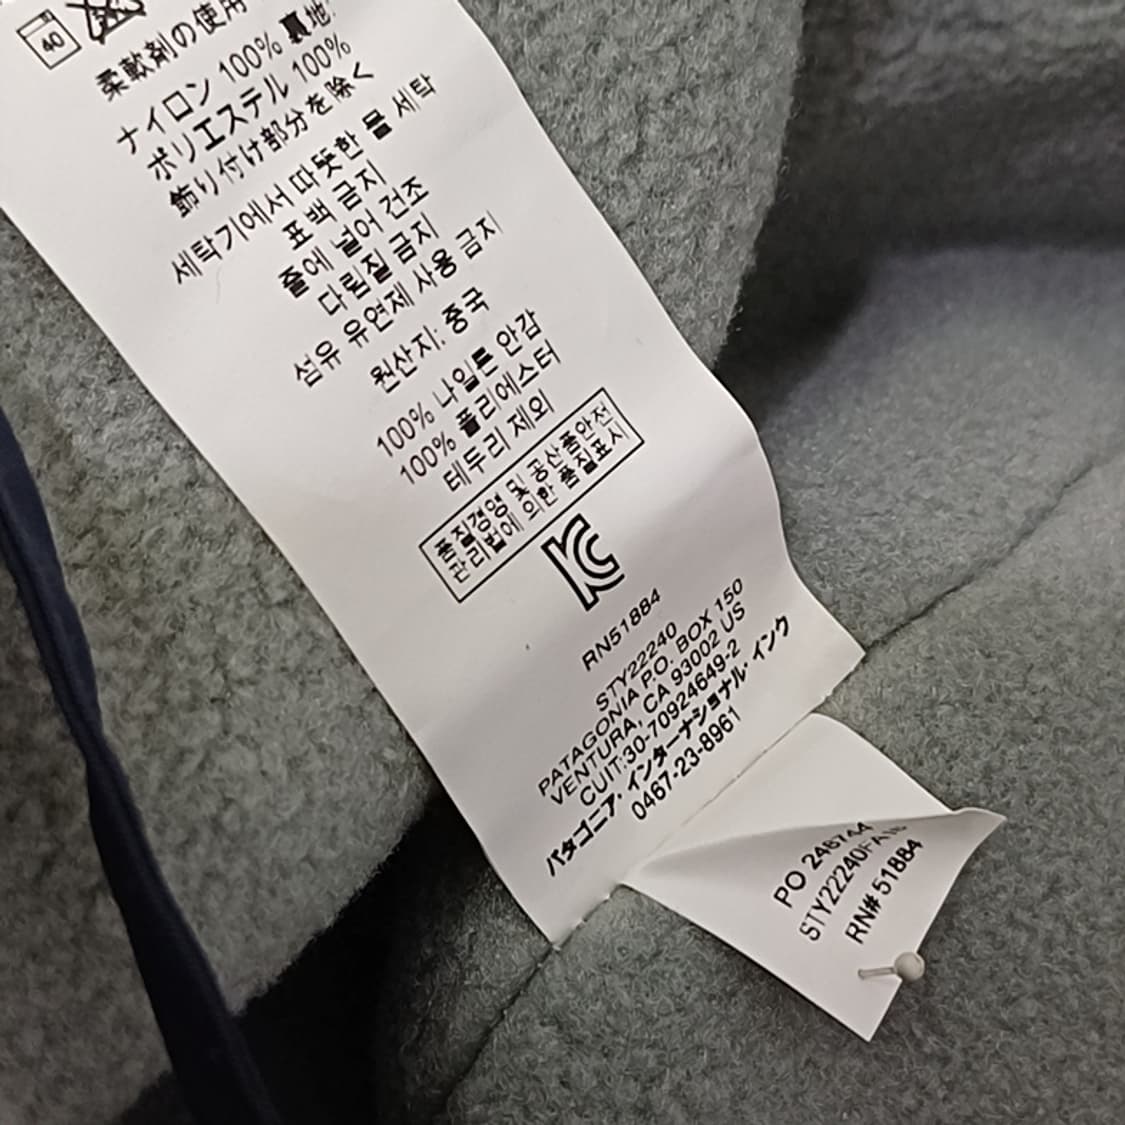 40
柔軟剤の使用
ナイロン 100% 裏地:
ポリエステル 100%
飾り付け部分を除く
세탁기에서 따뜻한 물 세탁
표백 금지
줄에 널어 건조
다림질 금지
섬유 유연제 사용 금지
원산지: 중국
100% 나일론 안감
100% 폴리에스터
테두리 제외
품질경영 및 공산품안전
관리법에 의한 품질표시
RN51884
STY22240
PATAGONIA P.O. BOX 150
VENTURA, CA 93002 US
CUIT:30-70924649-2
パタゴニア・インターナショナル・インク
0467-23-8961
PO 246744
STY22240FA16
RN# 51884